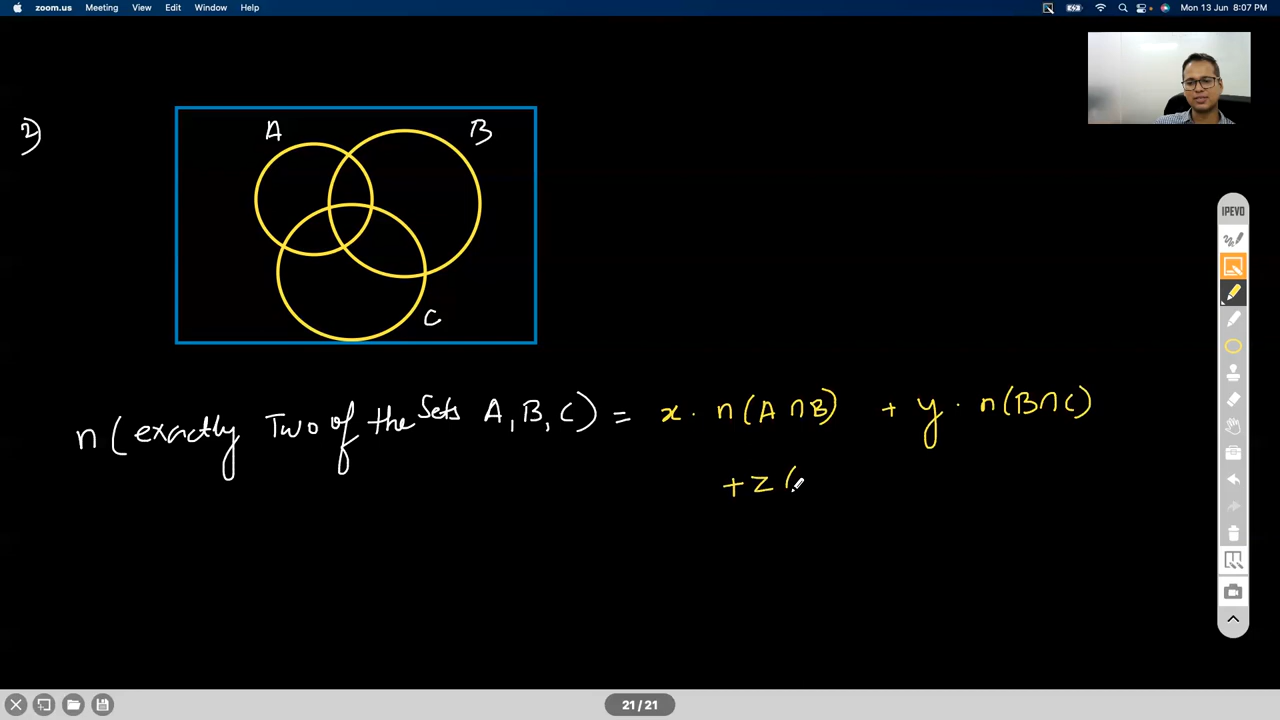 zoom.us Meeting View Edit Window Help Mon 13 Jun 8:07 PM
2)
A
B
C
IPEVO
n(exactly Two of the Sets A, B, C) = x. n(A ∩ B) + y. n(B ∩ C)
+ z (
21/21